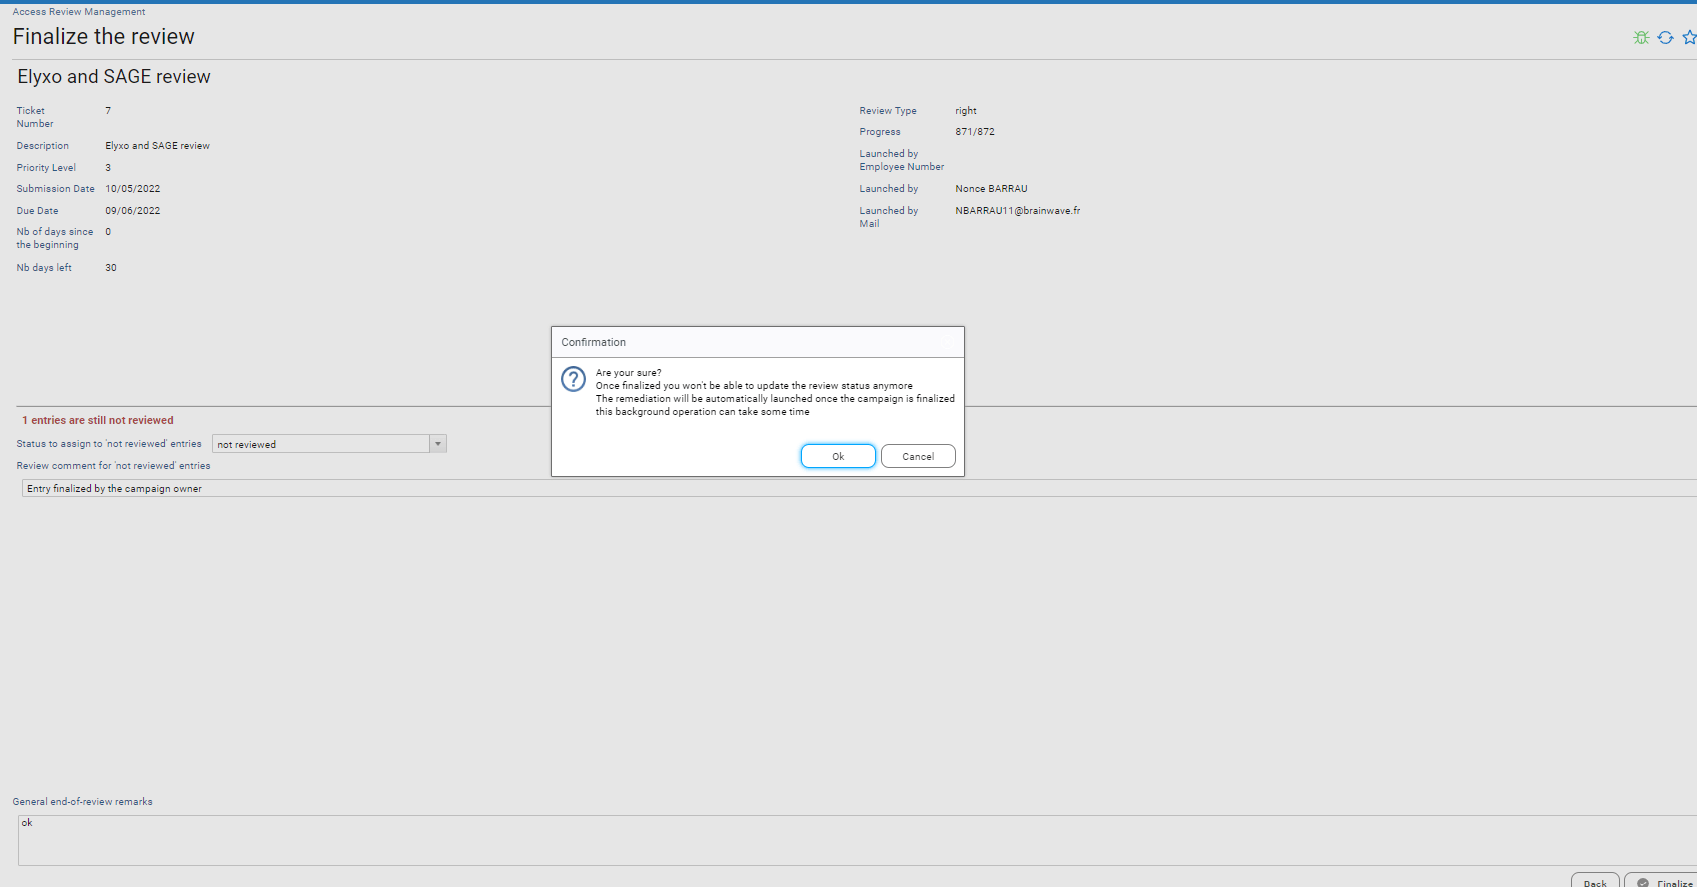 Access Review Management
Finalize the review
Elyxo and SAGE review
Ticket Number 7
Description Elyxo and SAGE review
Priority Level 3
Submission Date 10/05/2022
Due Date 09/06/2022
Nb of days since the beginning 0
Nb days left 30
Review Type right
Progress 871/872
Launched by Employee Number
Launched by Nonce BARRAU
Launched by Mail NBARRAU11@brainwave.fr
Confirmation
Are your sure?
Once finalized you won't be able to update the review status anymore
The remediation will be automatically launched once the campaign is finalized
this background operation can take some time
Ok Cancel
1 entries are still not reviewed
Status to assign to 'not reviewed' entries not reviewed
Review comment for 'not reviewed' entries
Entry finalized by the campaign owner
General end-of-review remarks
ok
Back Finalize